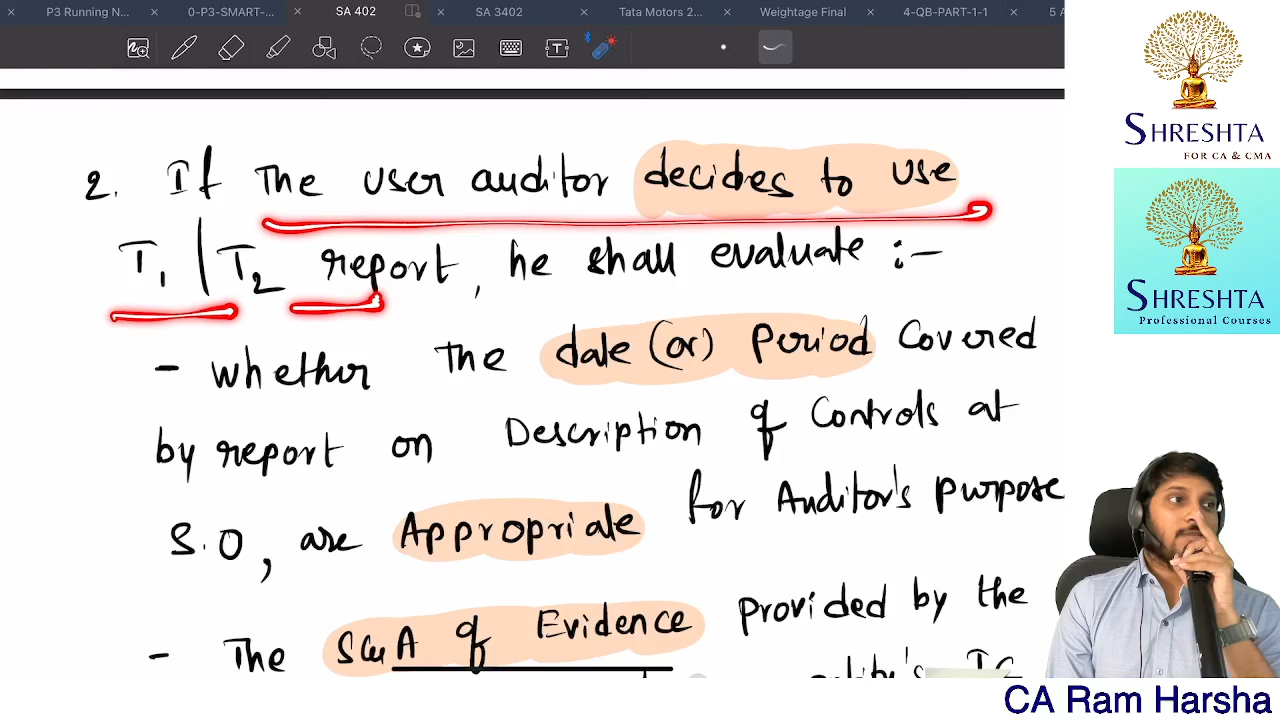 P3 Running N...
0-P3-SMART-...
SA 402
SA 3402
Tata Motors 2...
Weightage Final
4-QB-PART-1-1
5 A
2. If the user auditor decides to use
T1 | T2 report, he shall evaluate :-
- Whether the date (or) Period Covered
by report on Description of Controls at
S.O, are Appropriate for Auditor's purpose
- The S&A of Evidence Provided by the
entity's IC
SHRESHTA
FOR CA & CMA
SHRESHTA
Professional Courses
CA Ram Harsha